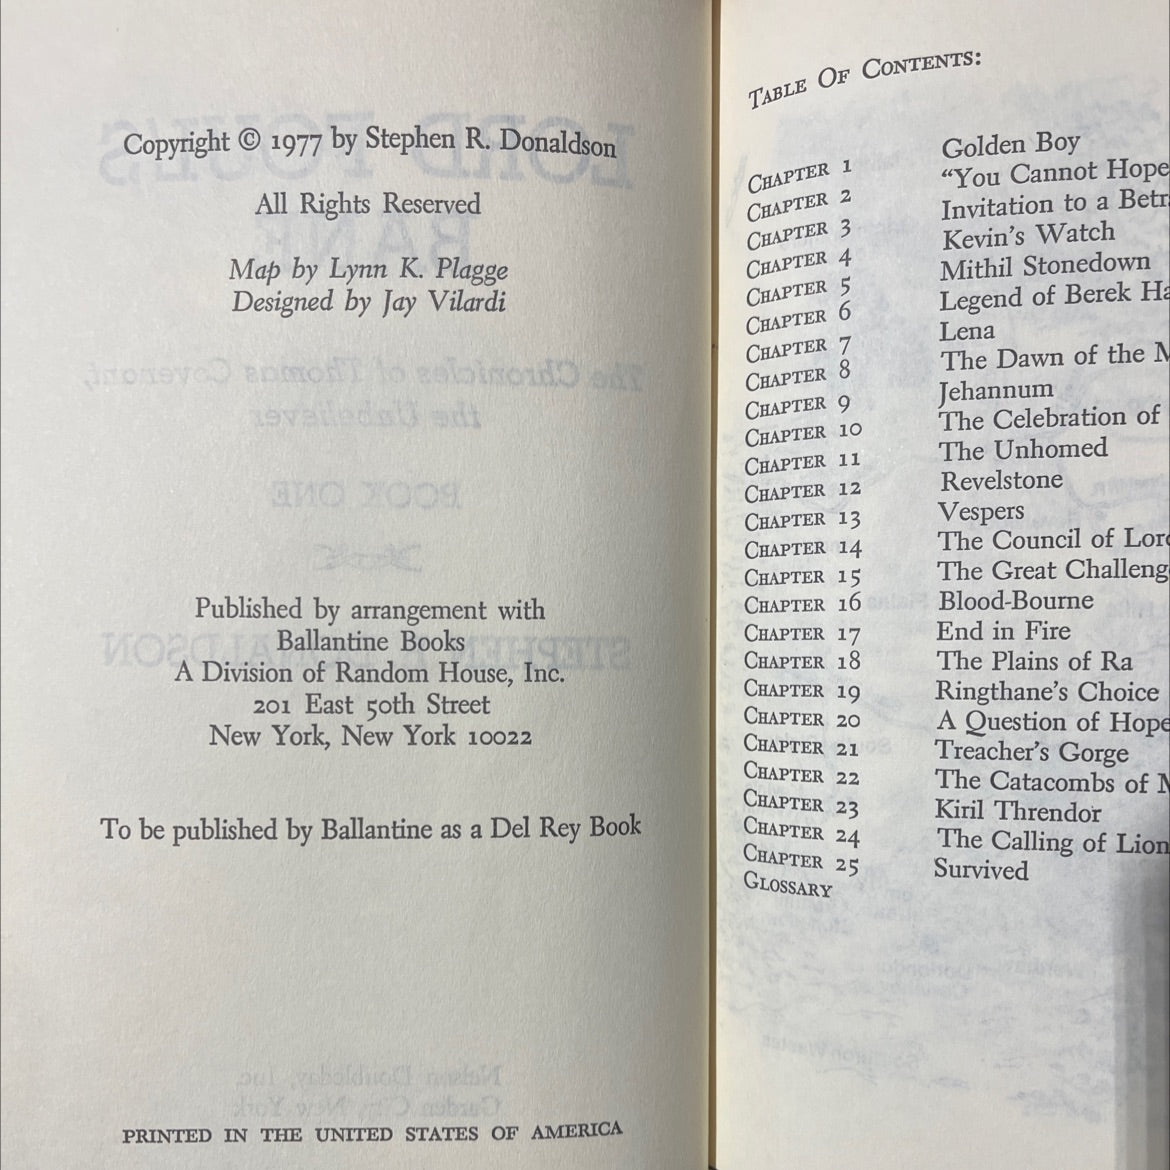 Copyright © 1977 by Stephen R. Donaldson
All Rights Reserved
Map by Lynn K. Plagge
Designed by Jay Vilardi
Published by arrangement with
Ballantine Books
A Division of Random House, Inc.
201 East 50th Street
New York, New York 10022
To be published by Ballantine as a Del Rey Book
PRINTED IN THE UNITED STATES OF AMERICA
TABLE OF CONTENTS:
CHAPTER 1 Golden Boy
CHAPTER 2 “You Cannot Hope
CHAPTER 3 Invitation to a Betr
CHAPTER 4 Kevin’s Watch
CHAPTER 5 Mithil Stonedown
CHAPTER 6 Legend of Berek Ha
CHAPTER 7 Lena
CHAPTER 8 The Dawn of the M
CHAPTER 9 Jehannum
CHAPTER 10 The Celebration of
CHAPTER 11 The Unhomed
CHAPTER 12 Revelstone
CHAPTER 13 Vespers
CHAPTER 14 The Council of Lor
CHAPTER 15 The Great Challeng
CHAPTER 16 Blood-Bourne
CHAPTER 17 End in Fire
CHAPTER 18 The Plains of Ra
CHAPTER 19 Ringthane’s Choice
CHAPTER 20 A Question of Hope
CHAPTER 21 Treacher’s Gorge
CHAPTER 22 The Catacombs of M
CHAPTER 23 Kiril Threndor
CHAPTER 24 The Calling of Lion
CHAPTER 25 Survived
GLOSSARY